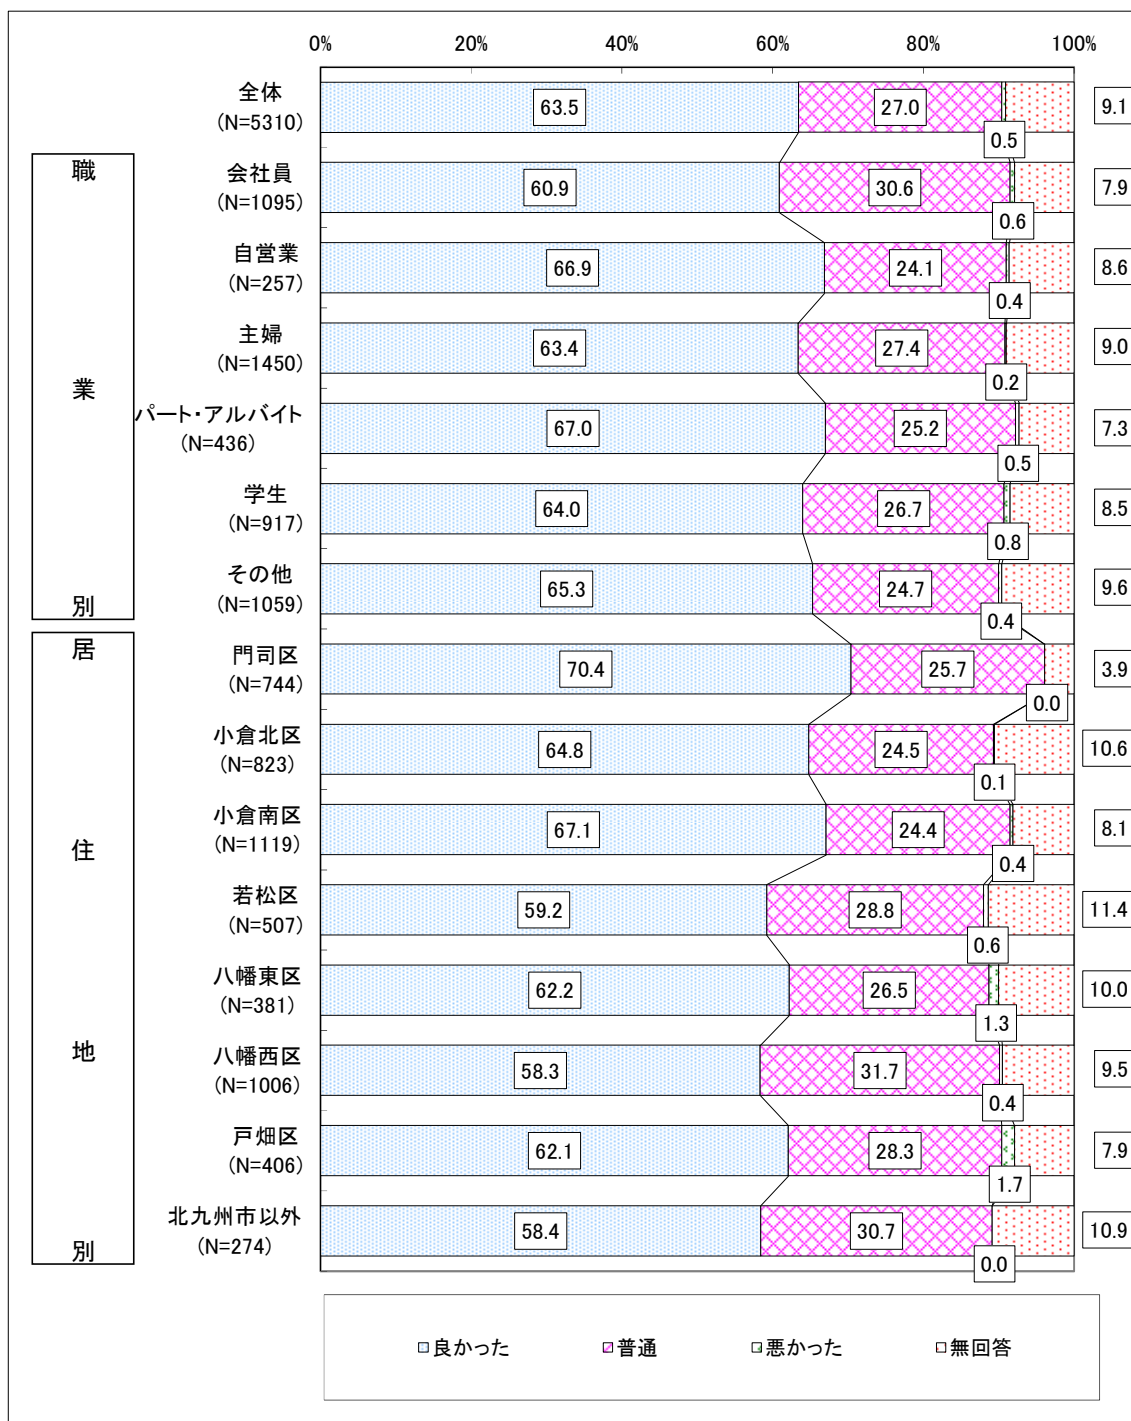 0% 20% 40% 60% 80% 100%
全体
(N=5310)
63.5 27.0 0.5 9.1
職業別
会社員
(N=1095)
60.9 30.6 0.6 7.9
自営業
(N=257)
66.9 24.1 0.4 8.6
主婦
(N=1450)
63.4 27.4 0.2 9.0
パート・アルバイト
(N=436)
67.0 25.2 0.5 7.3
学生
(N=917)
64.0 26.7 0.8 8.5
その他
(N=1059)
65.3 24.7 0.4 9.6
居住地別
門司区
(N=744)
70.4 25.7 0.0 3.9
小倉北区
(N=823)
64.8 24.5 0.1 10.6
小倉南区
(N=1119)
67.1 24.4 0.4 8.1
若松区
(N=507)
59.2 28.8 0.6 11.4
八幡東区
(N=381)
62.2 26.5 1.3 10.0
八幡西区
(N=1006)
58.3 31.7 0.4 9.5
戸畑区
(N=406)
62.1 28.3 1.7 7.9
北九州市以外
(N=274)
58.4 30.7 0.0 10.9
良かった 普通 悪かった 無回答